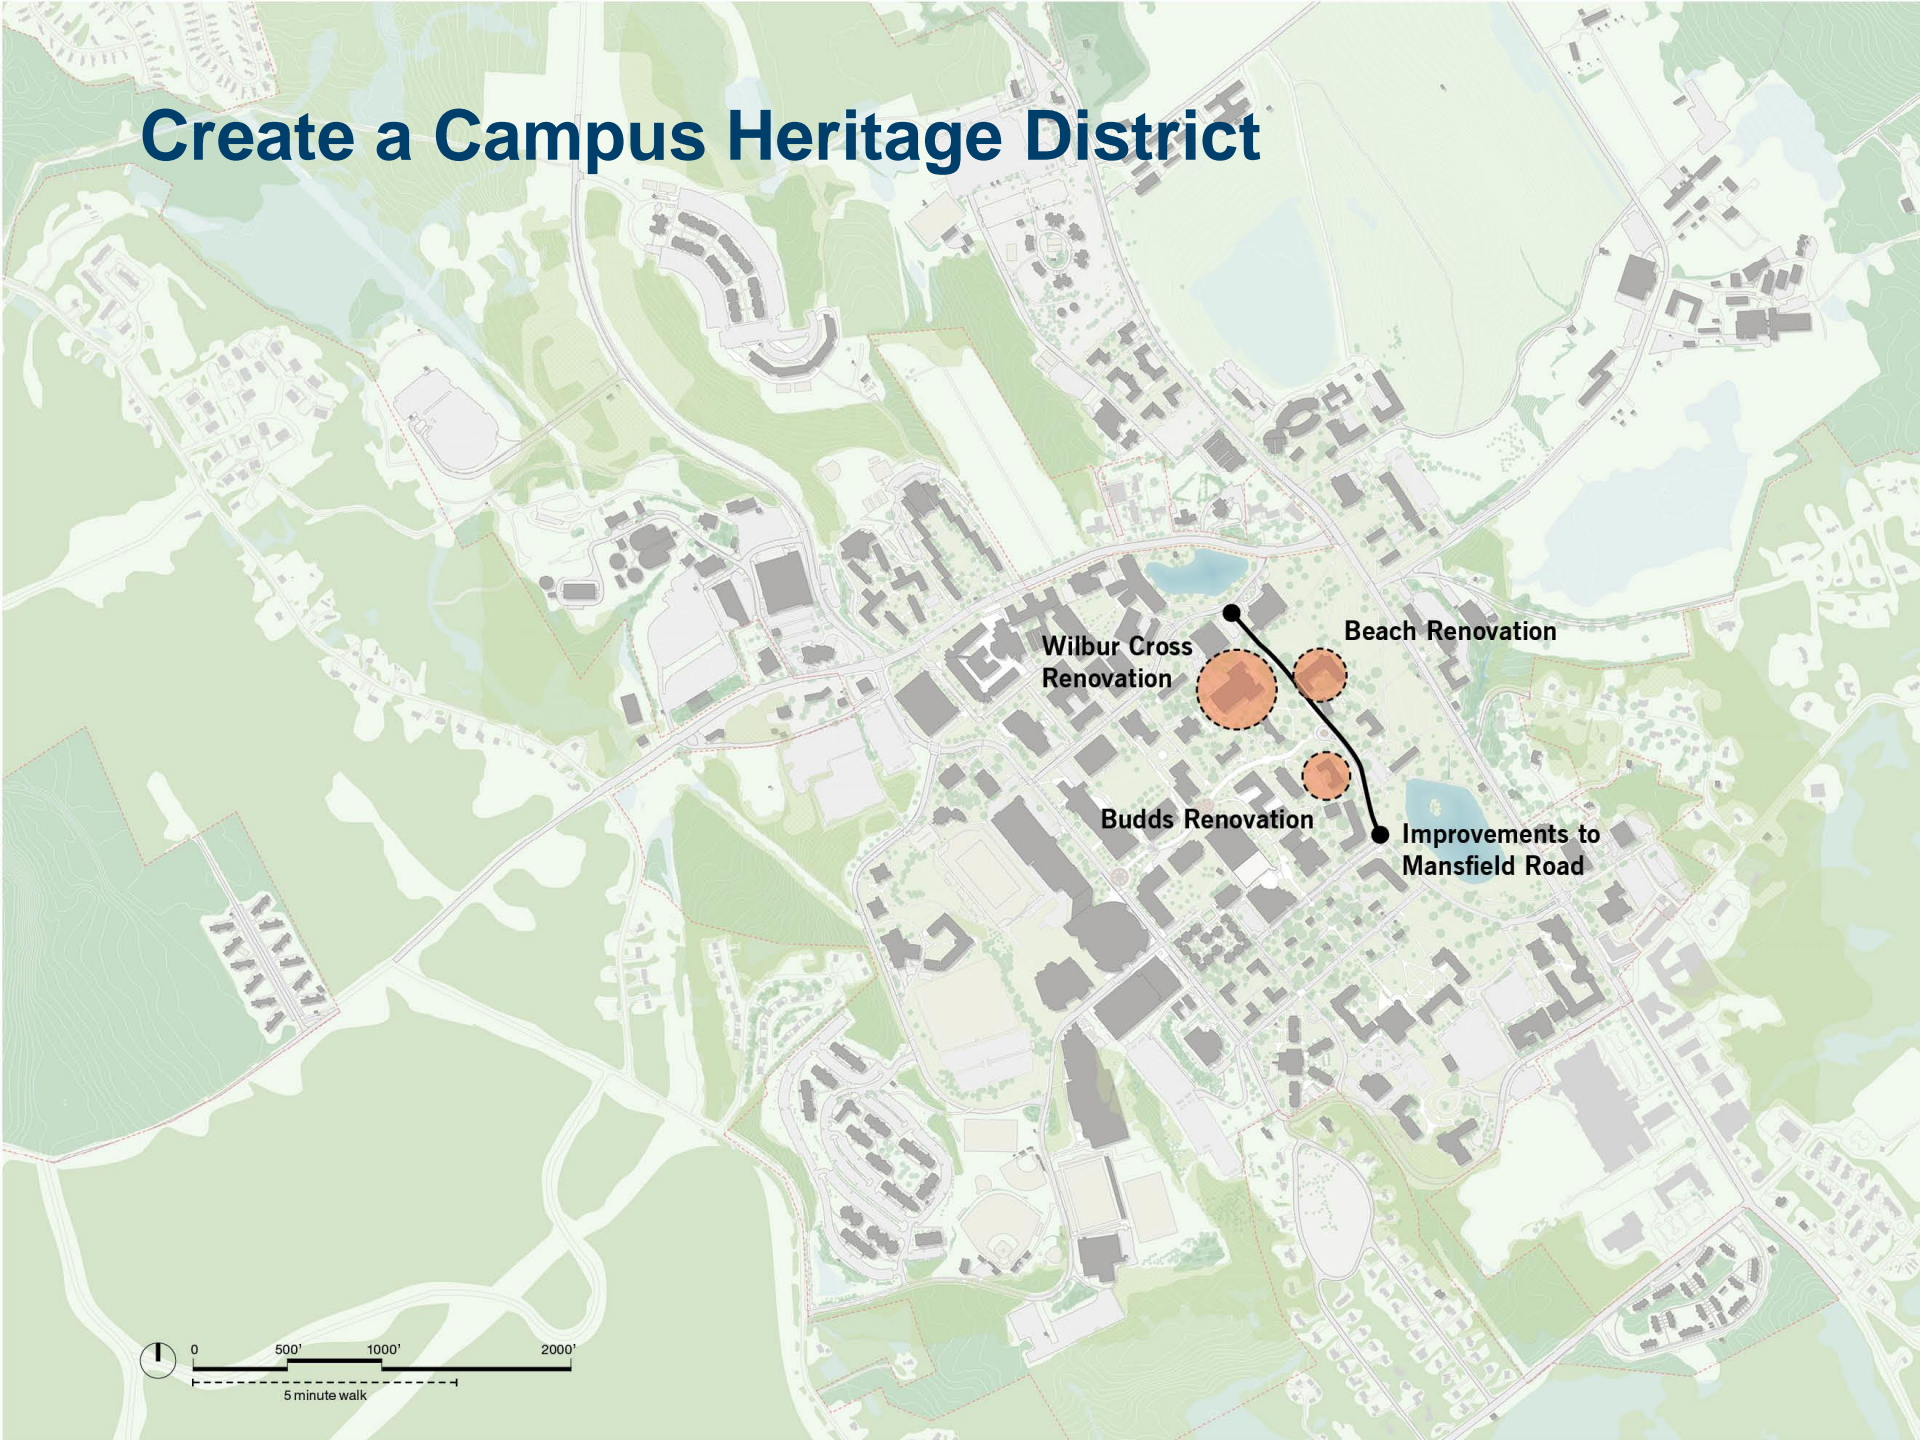 Create a Campus Heritage District
Beach Renovation
Wilbur Cross
Renovation
Budds Renovation
Improvements to
Mansfield Road
0 500' 1000' 2000'
5 minute walk